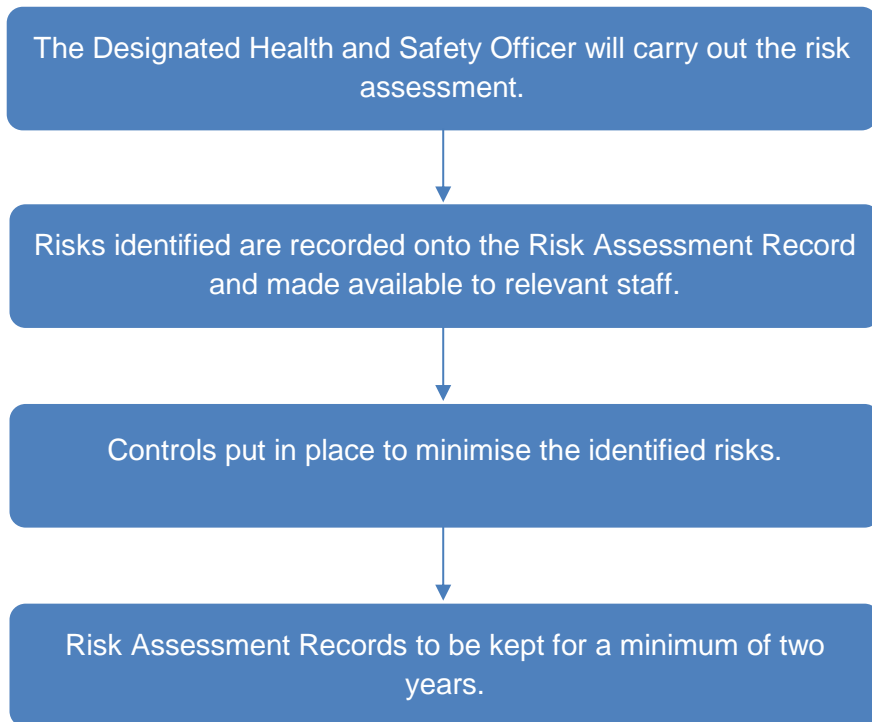 The Designated Health and Safety Officer will carry out the risk
assessment.
Risks identified are recorded onto the Risk Assessment Record
and made available to relevant staff.
Controls put in place to minimise the identified risks.
Risk Assessment Records to be kept for a minimum of two
years.